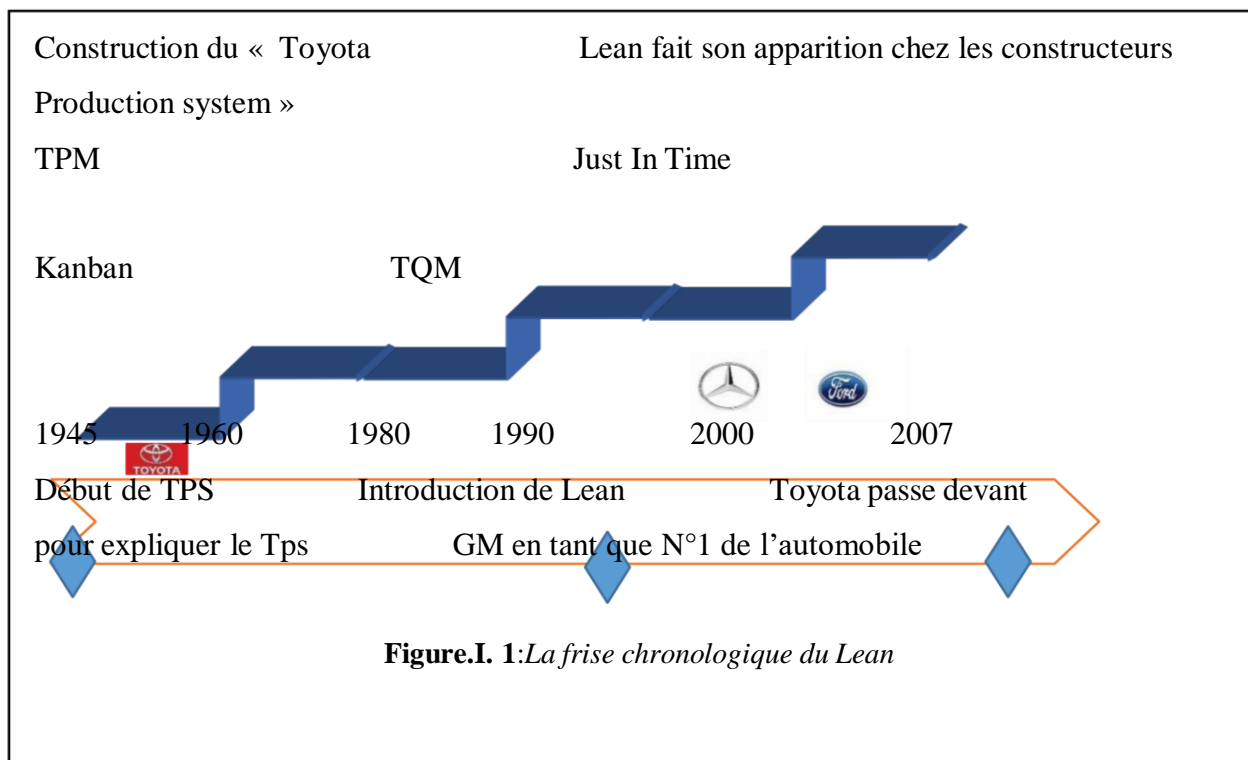 Construction du « Toyota Lean fait son apparition chez les constructeurs
Production system »
TPM Just In Time
Kanban TQM
Ford
1945 1960 1980 1990 2000 2007
TOYOTA
Début de TPS Introduction de Lean Toyota passe devant
pour expliquer le Tps GM en tant que N°1 de l’automobile
Figure.I. 1:La frise chronologique du Lean